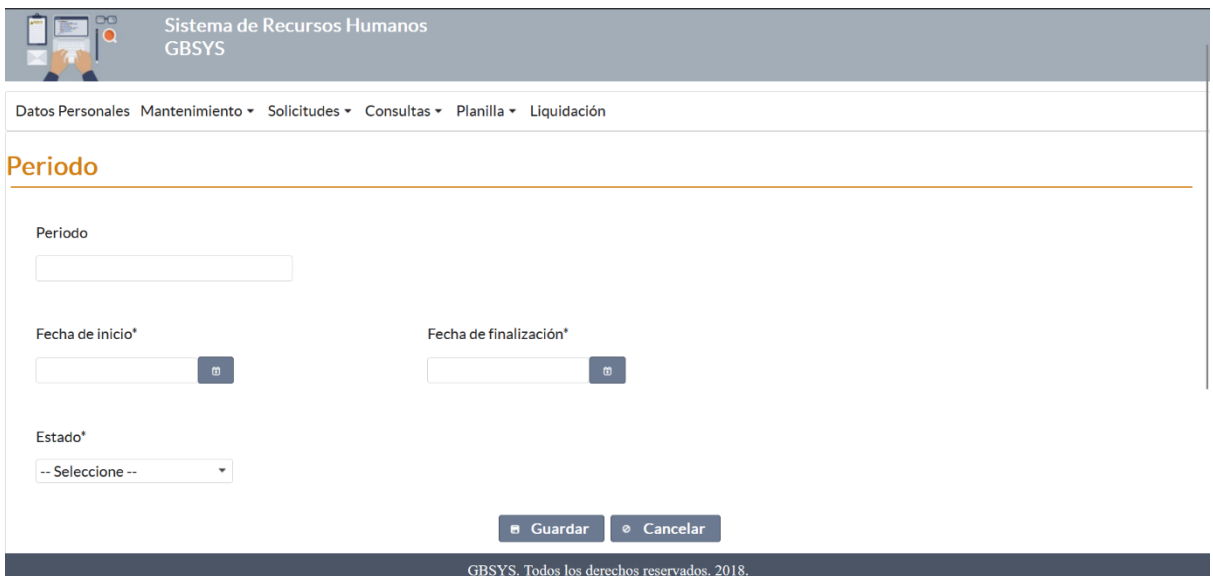 Sistema de Recursos Humanos
GBSYS
Datos Personales Mantenimiento Solicitudes Consultas Planilla Liquidación
Periodo
Periodo
Fecha de inicio* Fecha de finalización*
Estado*
-- Seleccione --
Guardar Cancelar
GBSYS. Todos los derechos reservados. 2018.